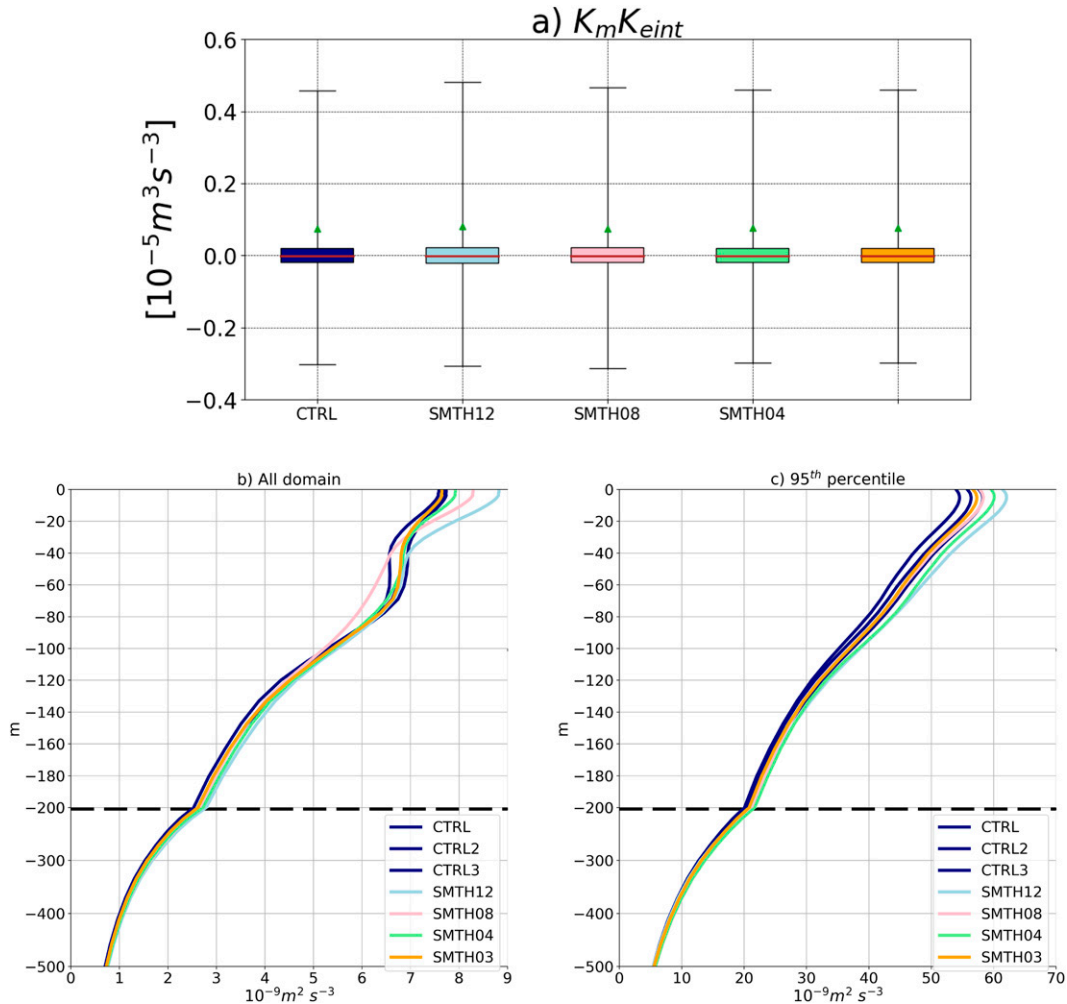 a) KmKeint
[10⁻⁵m³s⁻³]
0.6
0.4
0.2
0.0
−0.2
−0.4
CTRL SMTH12 SMTH08 SMTH04
b) All domain
m
0
−20
−40
−60
−80
−100
−120
−140
−160
−180
−200
−300
−400
−500
0 1 2 3 4 5 6 7 8 9
10⁻⁹m² s⁻³
CTRL
CTRL2
CTRL3
SMTH12
SMTH08
SMTH04
SMTH03
c) 95th percentile
m
0
−20
−40
−60
−80
−100
−120
−140
−160
−180
−200
−300
−400
−500
0 10 20 30 40 50 60 70
10⁻⁹m² s⁻³
CTRL
CTRL2
CTRL3
SMTH12
SMTH08
SMTH04
SMTH03